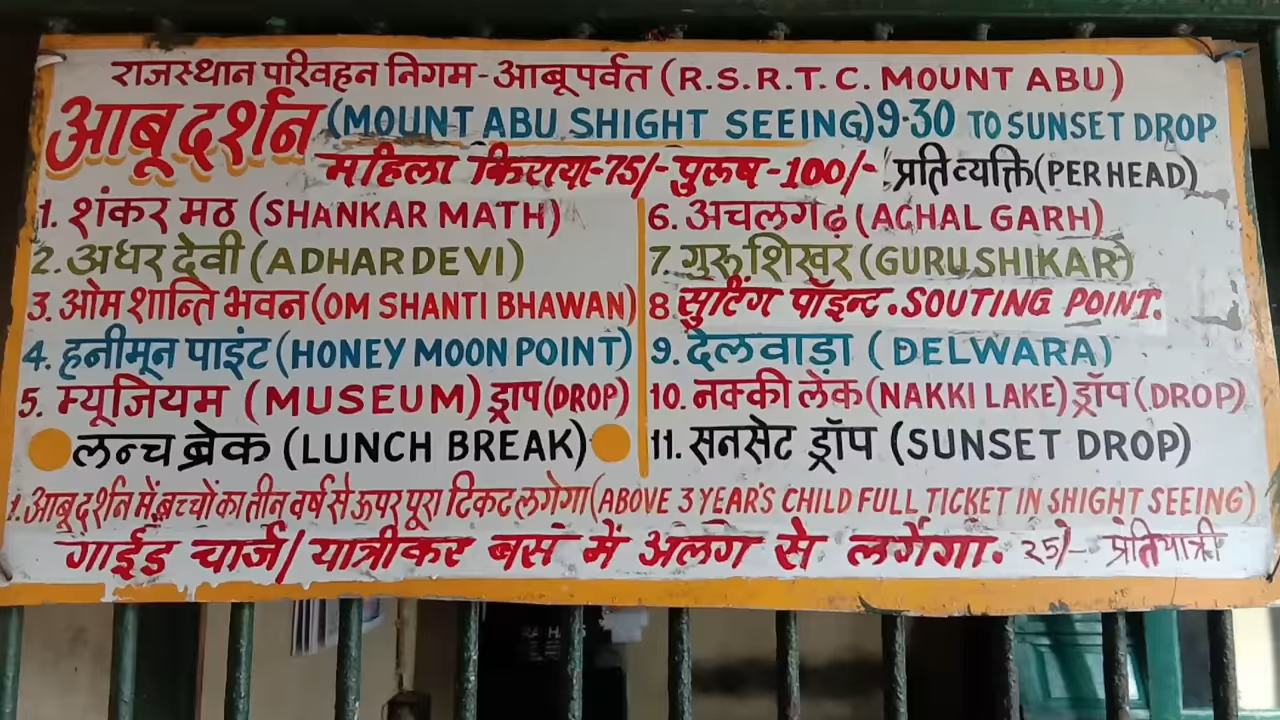 राजस्थान परिवहन निगम - आबूपर्वत (R.S.R.T.C. MOUNT ABU)
आबू दर्शन (MOUNT ABU SHIGHT SEEING) 9.30 TO SUNSET DROP
महिला किराया-75/- पुरूष-100/- प्रति व्यक्ति (PER HEAD)
1. शंकर मठ (SHANKAR MATH)
2. अधर देवी (ADHAR DEVI)
3. ओम शान्ति भवन (OM SHANTI BHAWAN)
4. हनीमून पाइंट (HONEY MOON POINT)
5. म्यूजियम (MUSEUM) ड्राप (DROP)
लन्च ब्रेक (LUNCH BREAK)
6. अचलगढ़ (ACHAL GARH)
7. गुरू शिखर (GURU SHIKAR)
8 सुटिंग पॉइन्ट. SOUTING POINT.
9. देलवाड़ा (DELWARA)
10. नक्की लेक (NAKKI LAKE) ड्रॉप (DROP)
11. सनसेट ड्रॉप (SUNSET DROP)
1. आबू दर्शन में बच्चों का तीन वर्ष से ऊपर पूरा टिकट लगेगा (ABOVE 3 YEAR'S CHILD FULL TICKET IN SHIGHT SEEING)
गाईड चार्ज/यात्रीकर बस में अलग से लगेगा. 25/- प्रतियात्री